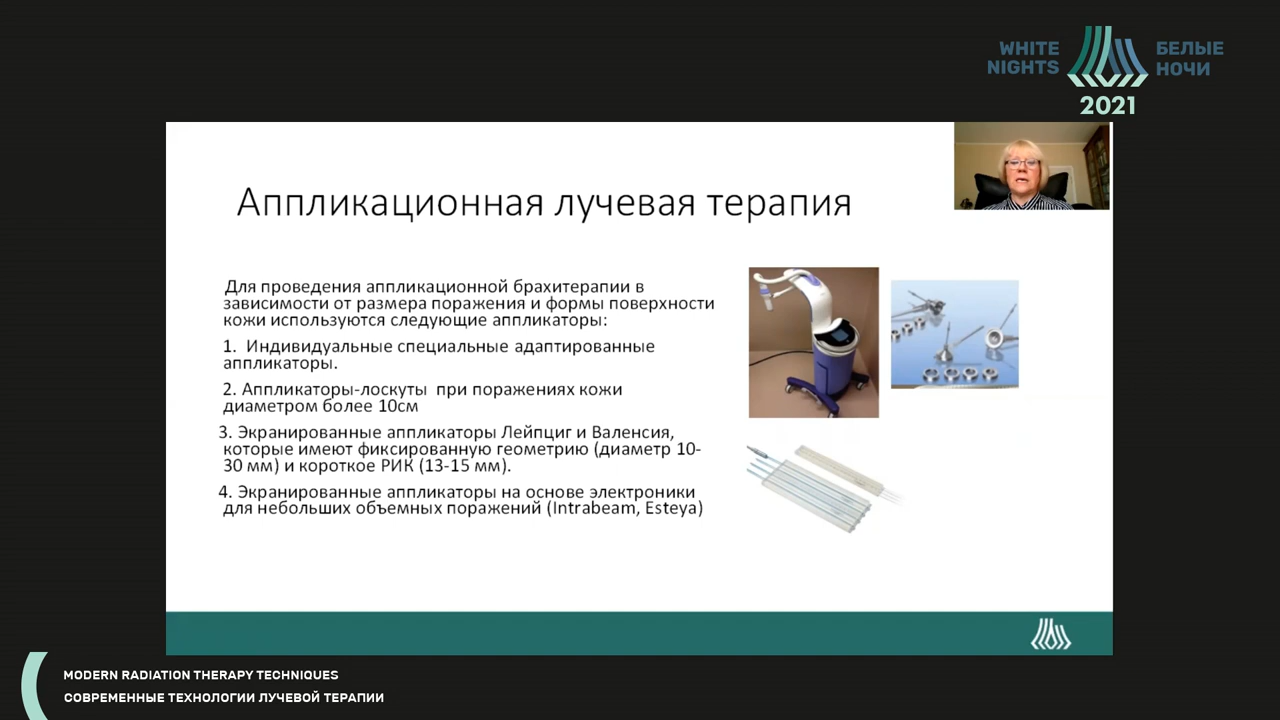 WHITE
NIGHTS
БЕЛЫЕ
НОЧИ
2021
Аппликационная лучевая терапия
Для проведения аппликационной брахитерапии в
зависимости от размера поражения и формы поверхности
кожи используются следующие аппликаторы:
1. Индивидуальные специальные адаптированные
аппликаторы.
2. Аппликаторы-лоскуты при поражениях кожи
диаметром более 10см
3. Экранированные аппликаторы Лейпциг и Валенсия,
которые имеют фиксированную геометрию (диаметр 10-
30 мм) и короткое РИК (13-15 мм).
4. Экранированные аппликаторы на основе электроники
для небольших объемных поражений (Intrabeam, Esteya)
MODERN RADIATION THERAPY TECHNIQUES
СОВРЕМЕННЫЕ ТЕХНОЛОГИИ ЛУЧЕВОЙ ТЕРАПИИ